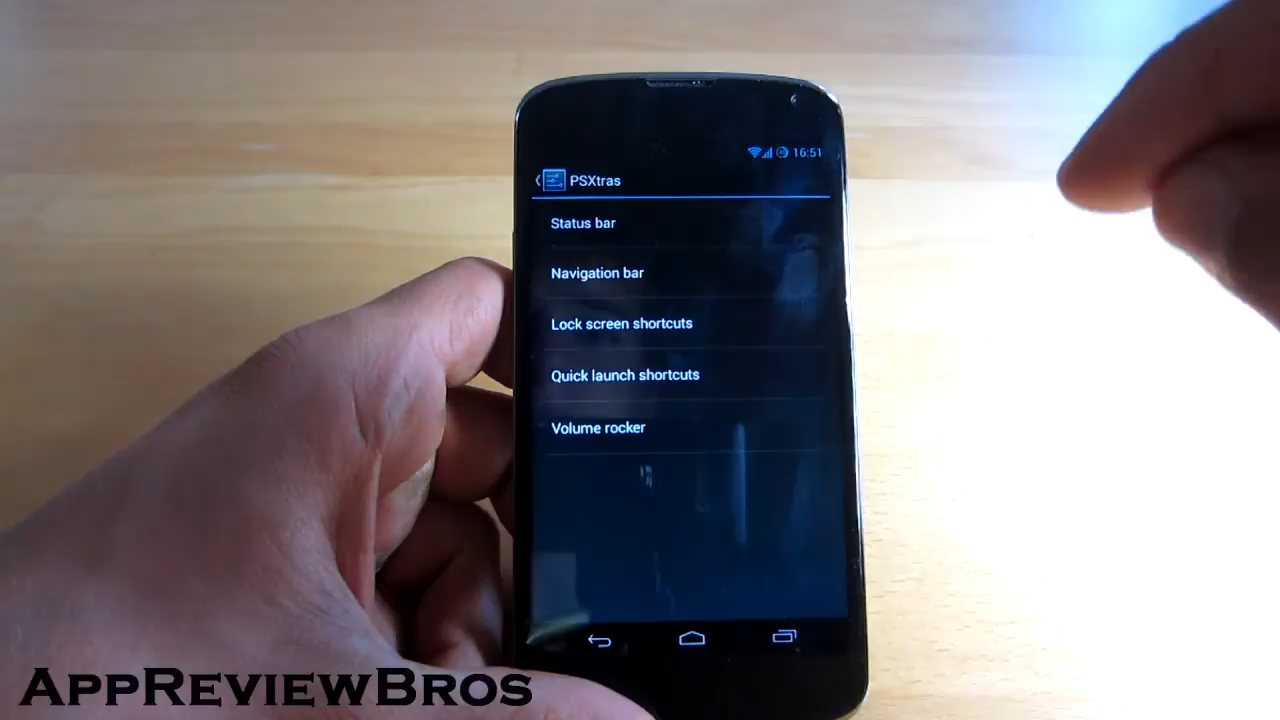 16:51
PSXtras
Status bar
Navigation bar
Lock screen shortcuts
Quick launch shortcuts
Volume rocker
AppReviewBros